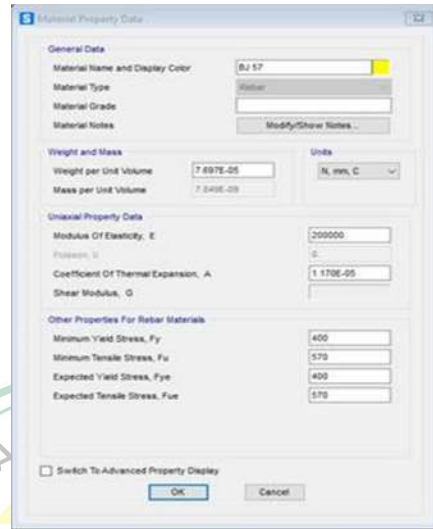 S Material Property Data
General Data
Material Name and Display Color BJ 57
Material Type Rebar
Material Grade
Material Notes Modify/Show Notes...
Weight and Mass Units
Weight per Unit Volume 7.697E-05 N, mm, C
Mass per Unit Volume 7.849E-09
Uniaxial Property Data
Modulus Of Elasticity, E 200000
Poisson, U 0.
Coefficient Of Thermal Expansion, A 1.170E-05
Shear Modulus, G
Other Properties For Rebar Materials
Minimum Yield Stress, Fy 400
Minimum Tensile Stress, Fu 570
Expected Yield Stress, Fye 400
Expected Tensile Stress, Fue 570
Switch To Advanced Property Display
OK Cancel